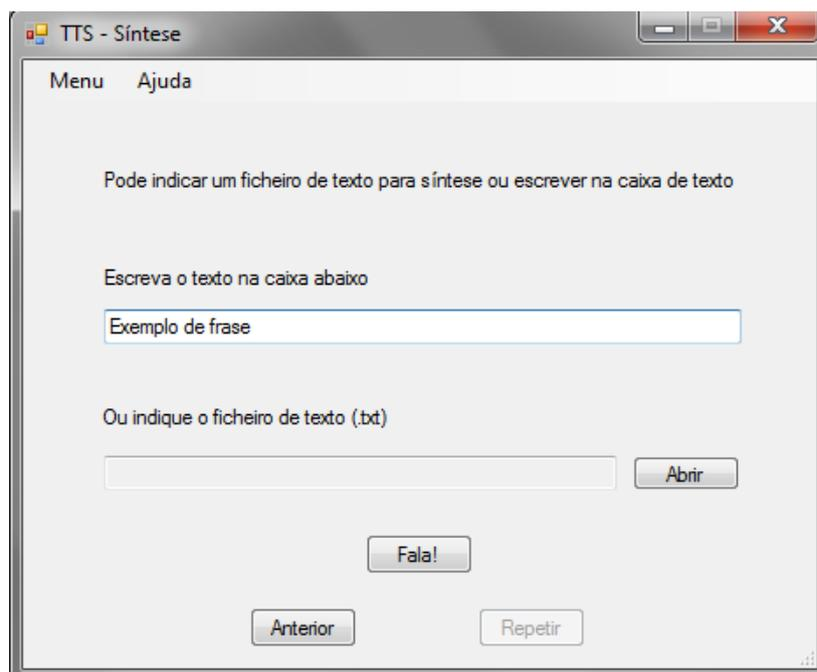 TTS - Síntese
Menu Ajuda
Pode indicar um ficheiro de texto para síntese ou escrever na caixa de texto
Escreva o texto na caixa abaixo
Exemplo de frase
Ou indique o ficheiro de texto (.txt)
Abrir
Fala!
Anterior Repetir